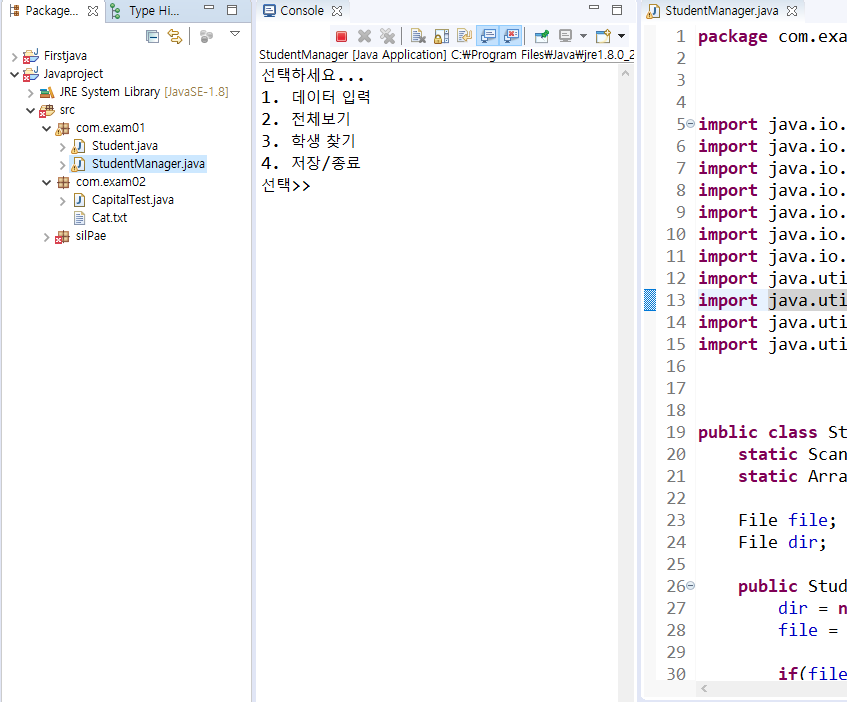 Package...
Type Hi...
Firstjava
Javaproject
JRE System Library [JavaSE-1.8]
src
com.exam01
Student.java
StudentManager.java
com.exam02
CapitalTest.java
Cat.txt
silPae
Console
StudentManager [Java Application] C:₩Program Files₩Java₩jre1.8.0_2
선택하세요...
1. 데이터 입력
2. 전체보기
3. 학생 찾기
4. 저장/종료
선택>>
StudentManager.java
1 package com.exa
2
3
4
5 import java.io.
6 import java.io.
7 import java.io.
8 import java.io.
9 import java.io.
10 import java.io.
11 import java.io.
12 import java.uti
13 import java.uti
14 import java.uti
15 import java.uti
16
17
18
19 public class St
20 static Scan
21 static Arra
22
23 File file;
24 File dir;
25
26 public Stud
27 dir = n
28 file =
29
30 if(file